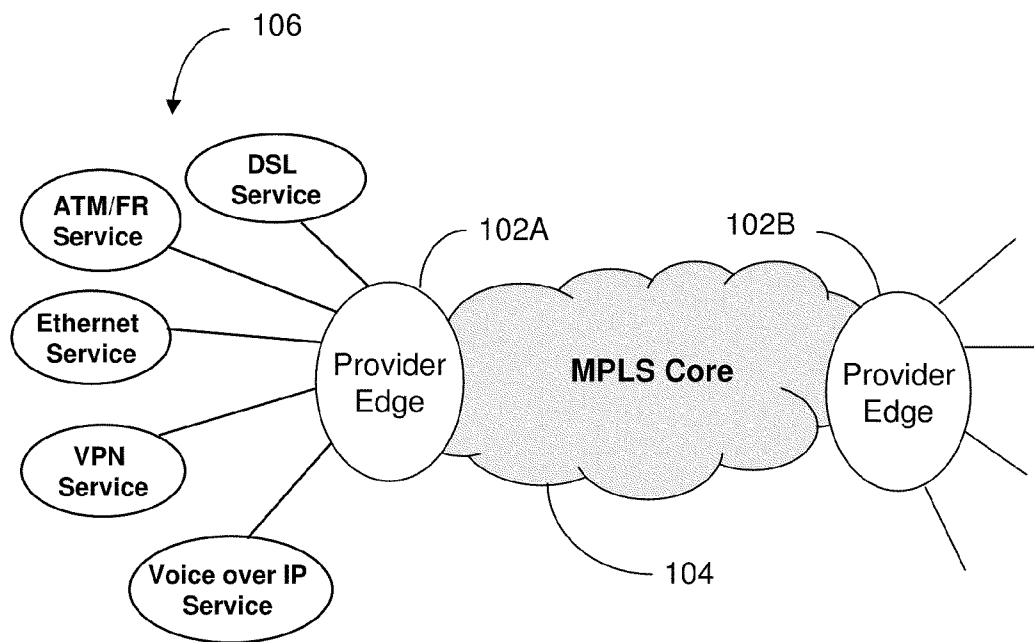 106
DSL
Service
ATM/FR
Service
102A
102B
Ethernet
Service
Provider
Edge
MPLS Core
Provider
Edge
VPN
Service
Voice over IP
Service
104